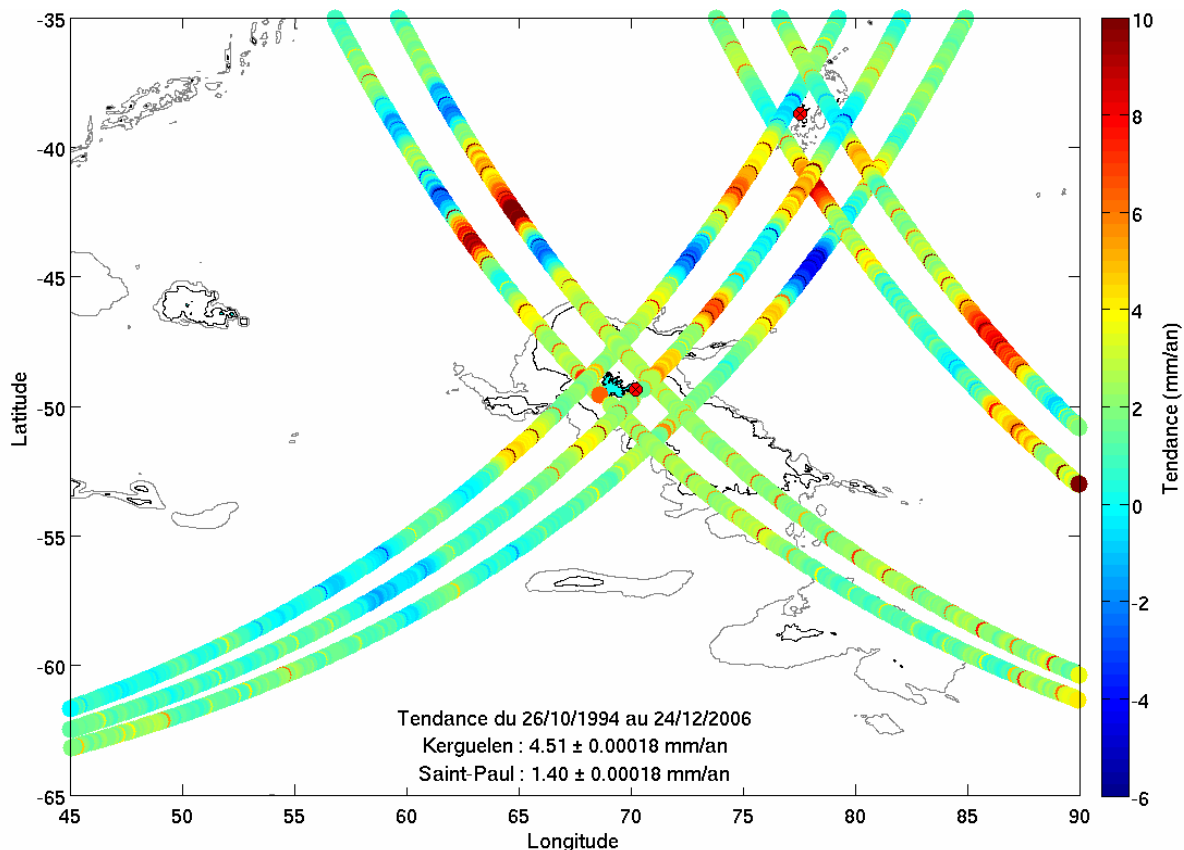 -35
-40
-45
-50
-55
-60
-65
Latitude
45 50 55 60 65 70 75 80 85 90
Longitude
Tendance du 26/10/1994 au 24/12/2006
Kerguelen : 4.51 ± 0.00018 mm/an
Saint-Paul : 1.40 ± 0.00018 mm/an
10
8
6
4
2
0
-2
-4
-6
Tendance (mm/an)